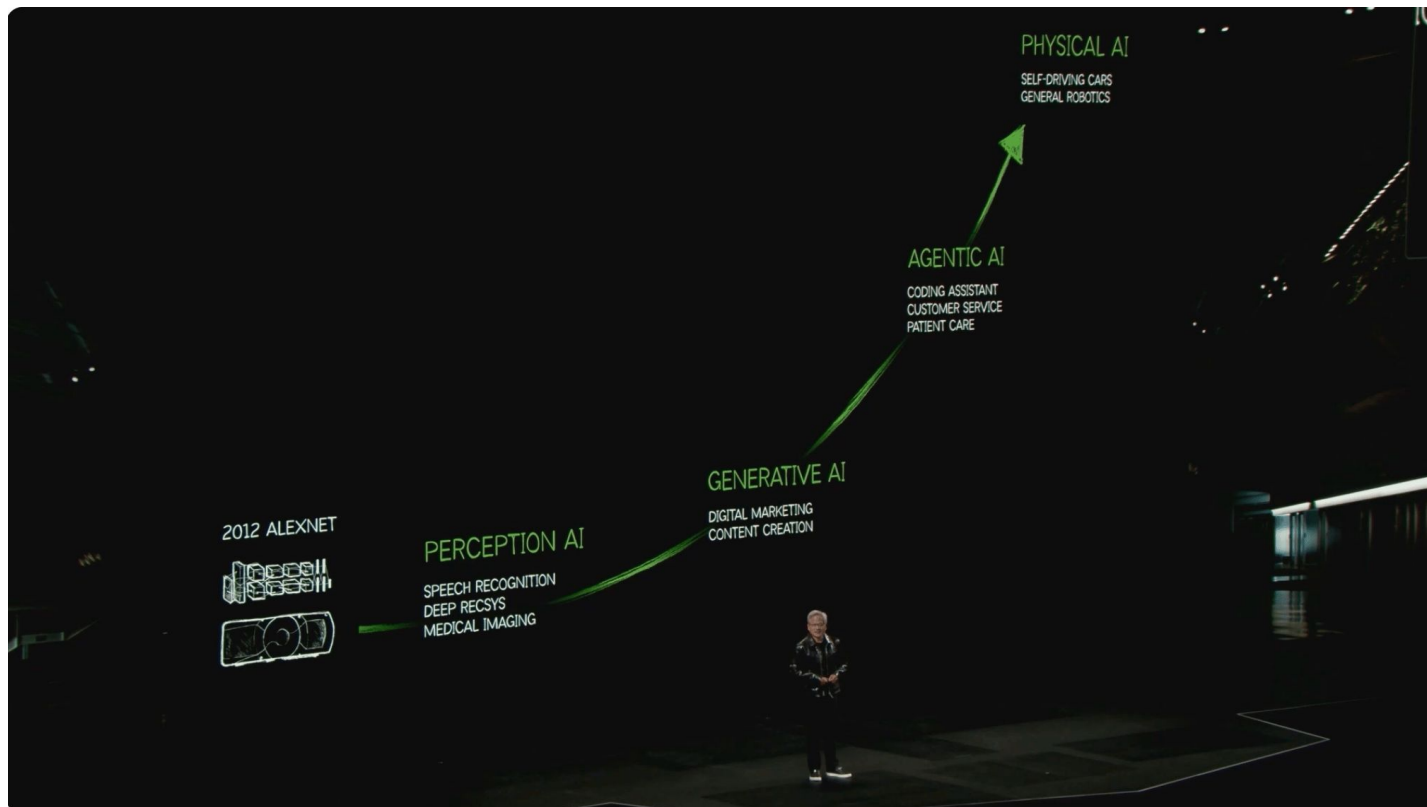 2012 ALEXNET
PERCEPTION AI
SPEECH RECOGNITION
DEEP RECSYS
MEDICAL IMAGING
GENERATIVE AI
DIGITAL MARKETING
CONTENT CREATION
AGENTIC AI
CODING ASSISTANT
CUSTOMER SERVICE
PATIENT CARE
PHYSICAL AI
SELF-DRIVING CARS
GENERAL ROBOTICS